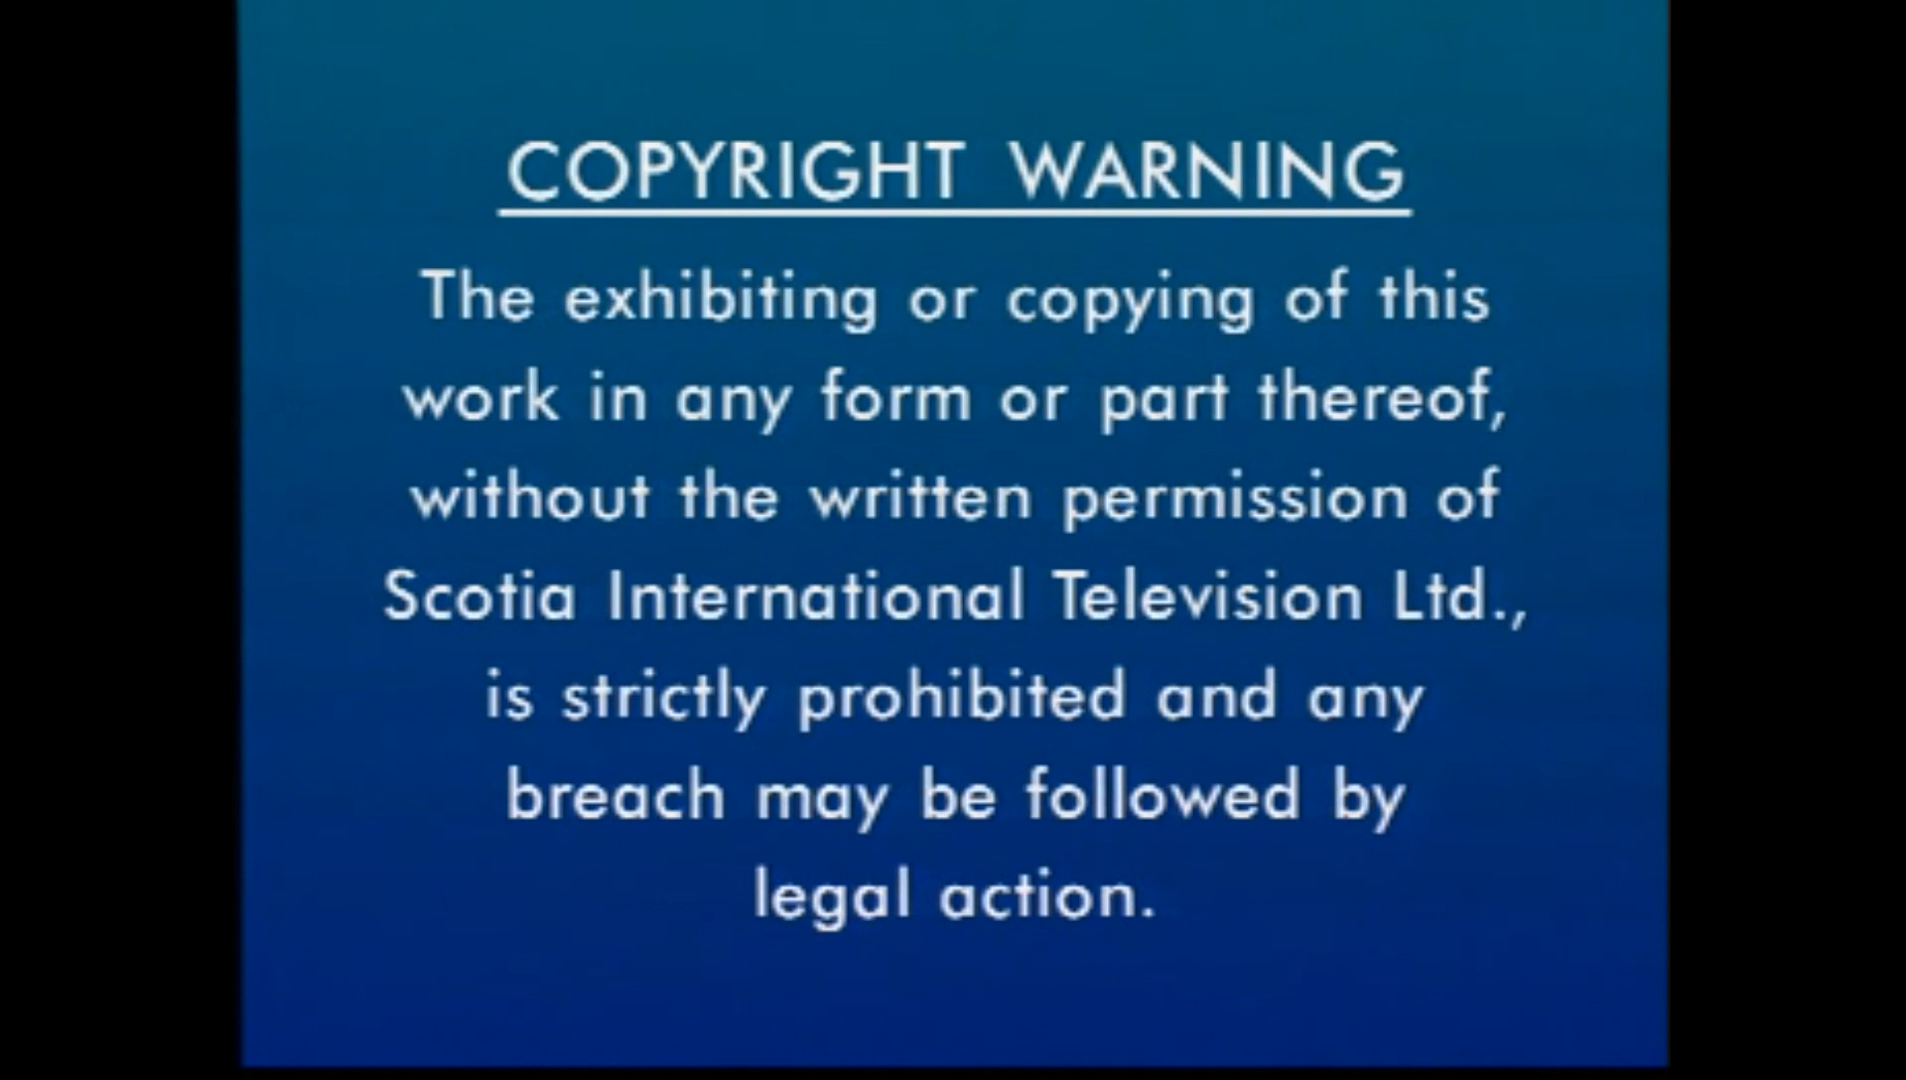 COPYRIGHT WARNING
The exhibiting or copying of this
work in any form or part thereof,
without the written permission of
Scotia International Television Ltd.,
is strictly prohibited and any
breach may be followed by
legal action.